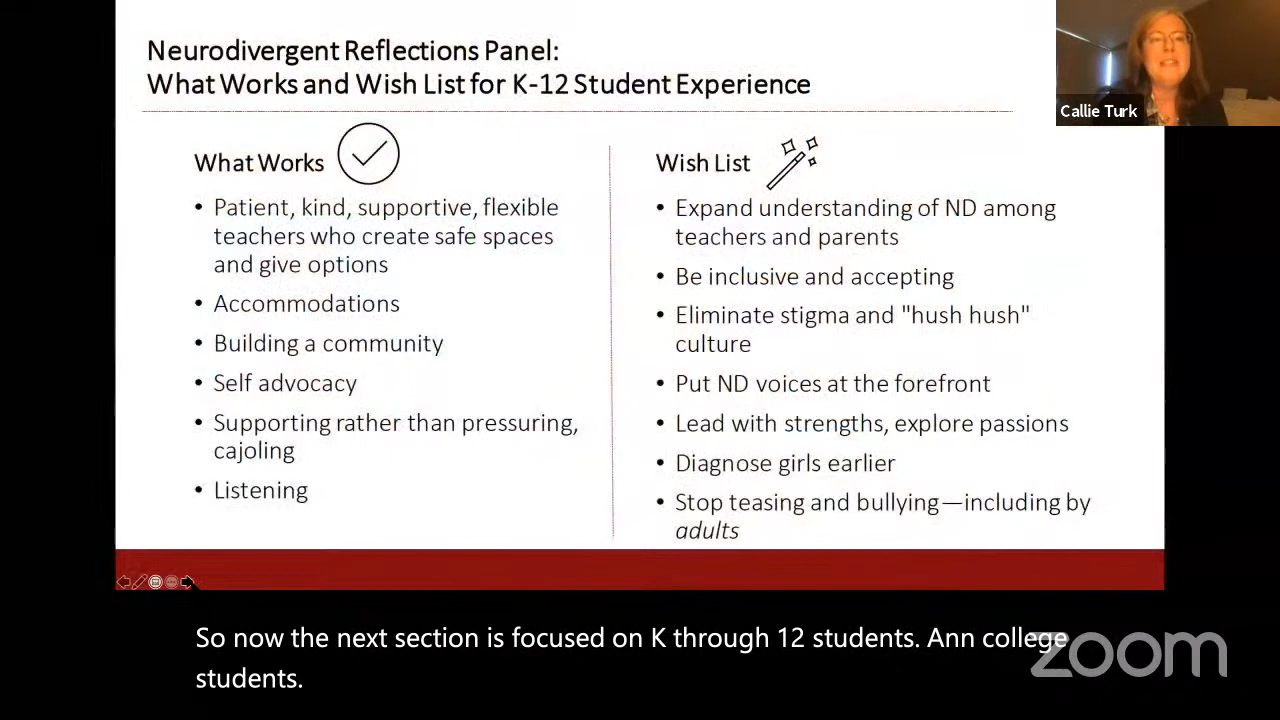 Neurodivergent Reflections Panel:
What Works and Wish List for K-12 Student Experience
Callie Turk
What Works
• Patient, kind, supportive, flexible
teachers who create safe spaces
and give options
• Accommodations
• Building a community
• Self advocacy
• Supporting rather than pressuring,
cajoling
• Listening
Wish List
• Expand understanding of ND among
teachers and parents
• Be inclusive and accepting
• Eliminate stigma and "hush hush"
culture
• Put ND voices at the forefront
• Lead with strengths, explore passions
• Diagnose girls earlier
• Stop teasing and bullying—including by
adults
So now the next section is focused on K through 12 students. Ann college
students.
zoom